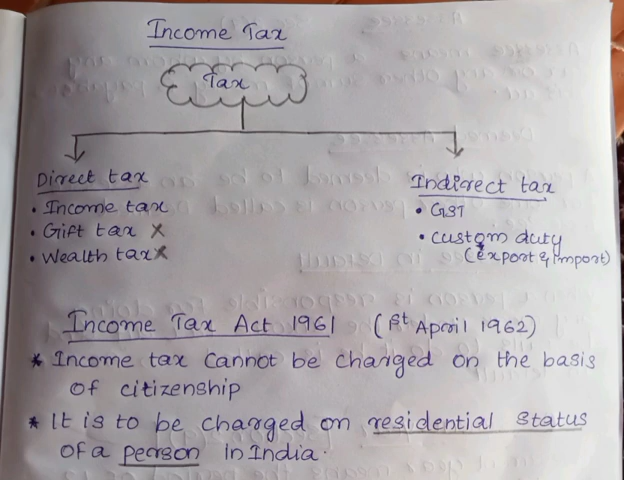 Income Tax
Tax
Direct tax
• Income tax
• Gift tax ×
• Wealth tax×
Indirect tax
• GST
• Custom duty
(export & import)
Income Tax Act 1961 (1st April 1962)
* Income tax cannot be charged on the basis
of citizenship
* It is to be charged on residential status
of a person in India.